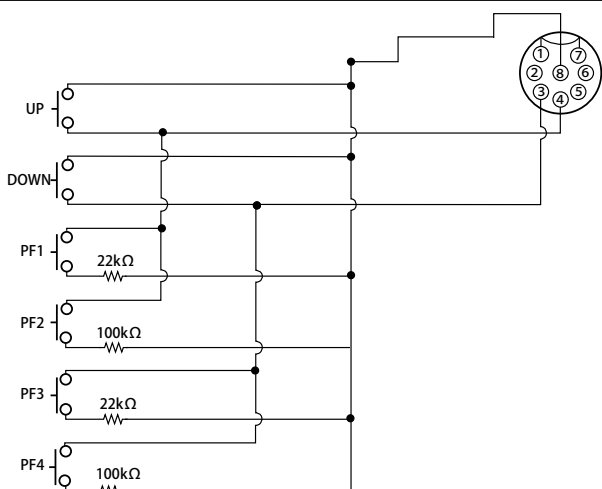 1 7
2 8 6
3 4 5
UP
DOWN
PF1
22kΩ
PF2
100kΩ
PF3
22kΩ
PF4
100kΩ